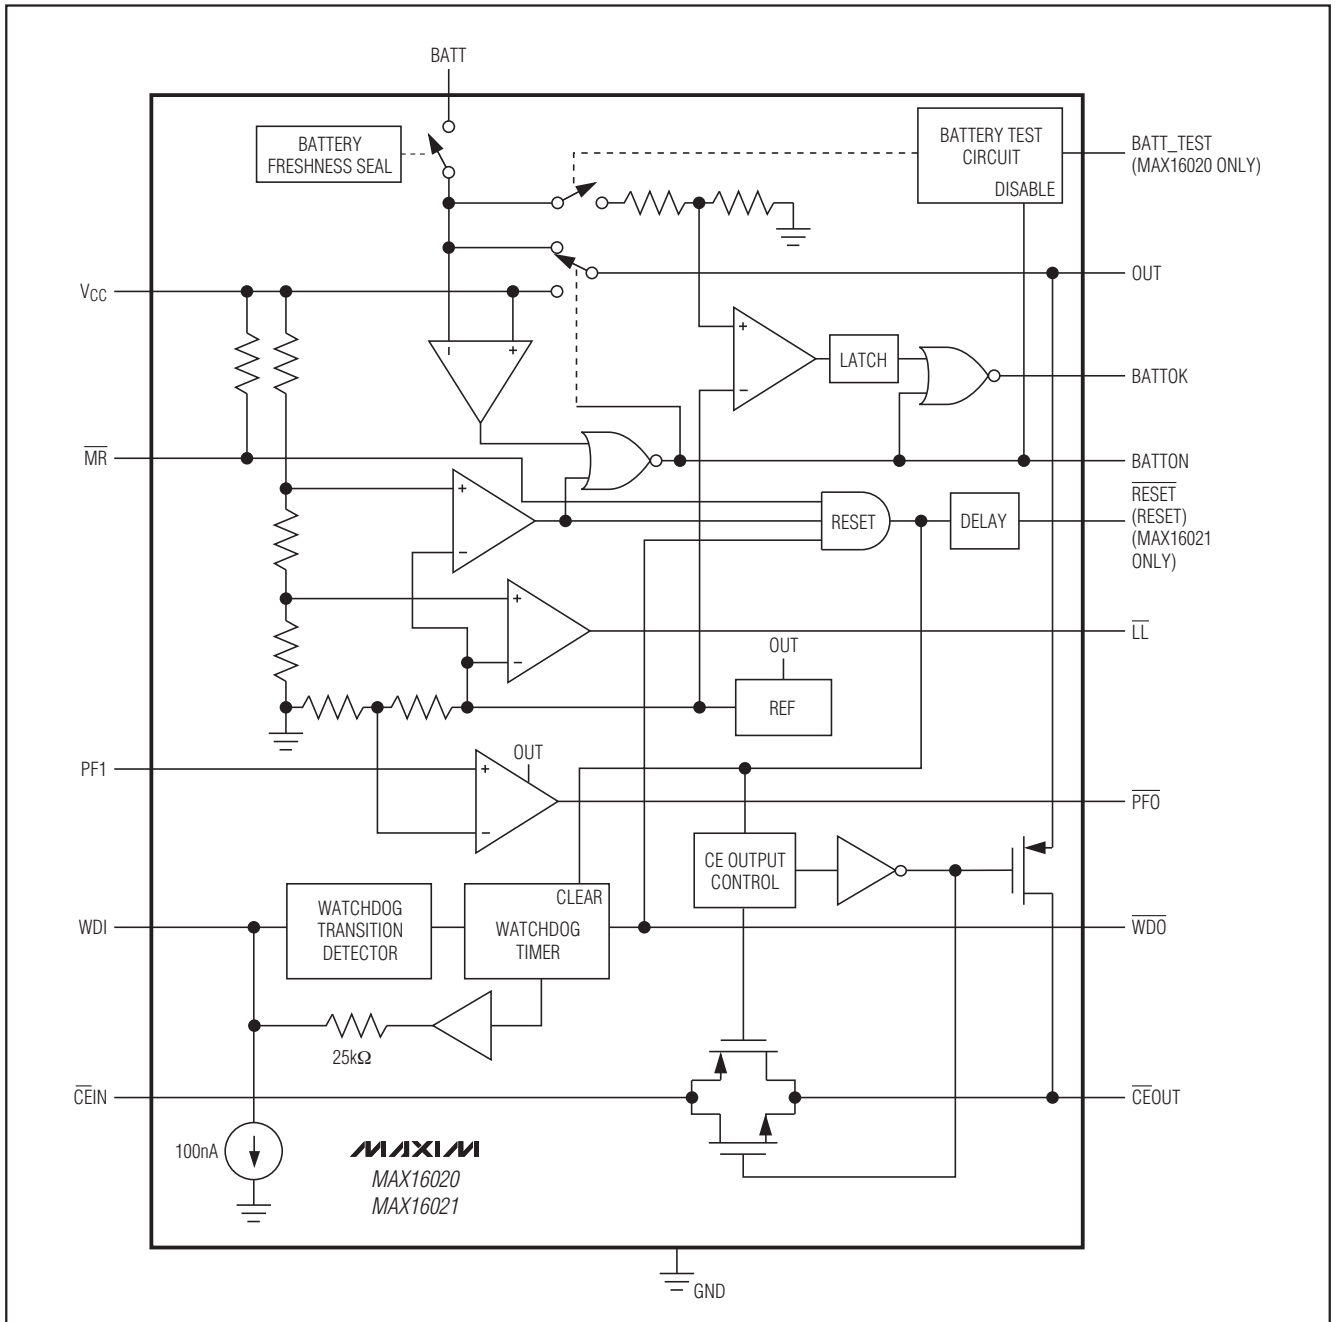 BATT
BATTERY
FRESHNESS SEAL
BATTERY TEST
CIRCUIT
DISABLE
BATT_TEST
(MAX16020 ONLY)
OUT
VCC
+
LATCH
BATTOK
MR
BATTON
RESET
DELAY
RESET
(RESET)
(MAX16021
ONLY)
LL
OUT
REF
PF1
OUT
PFO
CE OUTPUT
CONTROL
WDI
WATCHDOG
TRANSITION
DETECTOR
CLEAR
WATCHDOG
TIMER
WDO
25kΩ
CEIN
CEOUT
100nA
MAXIM
MAX16020
MAX16021
GND